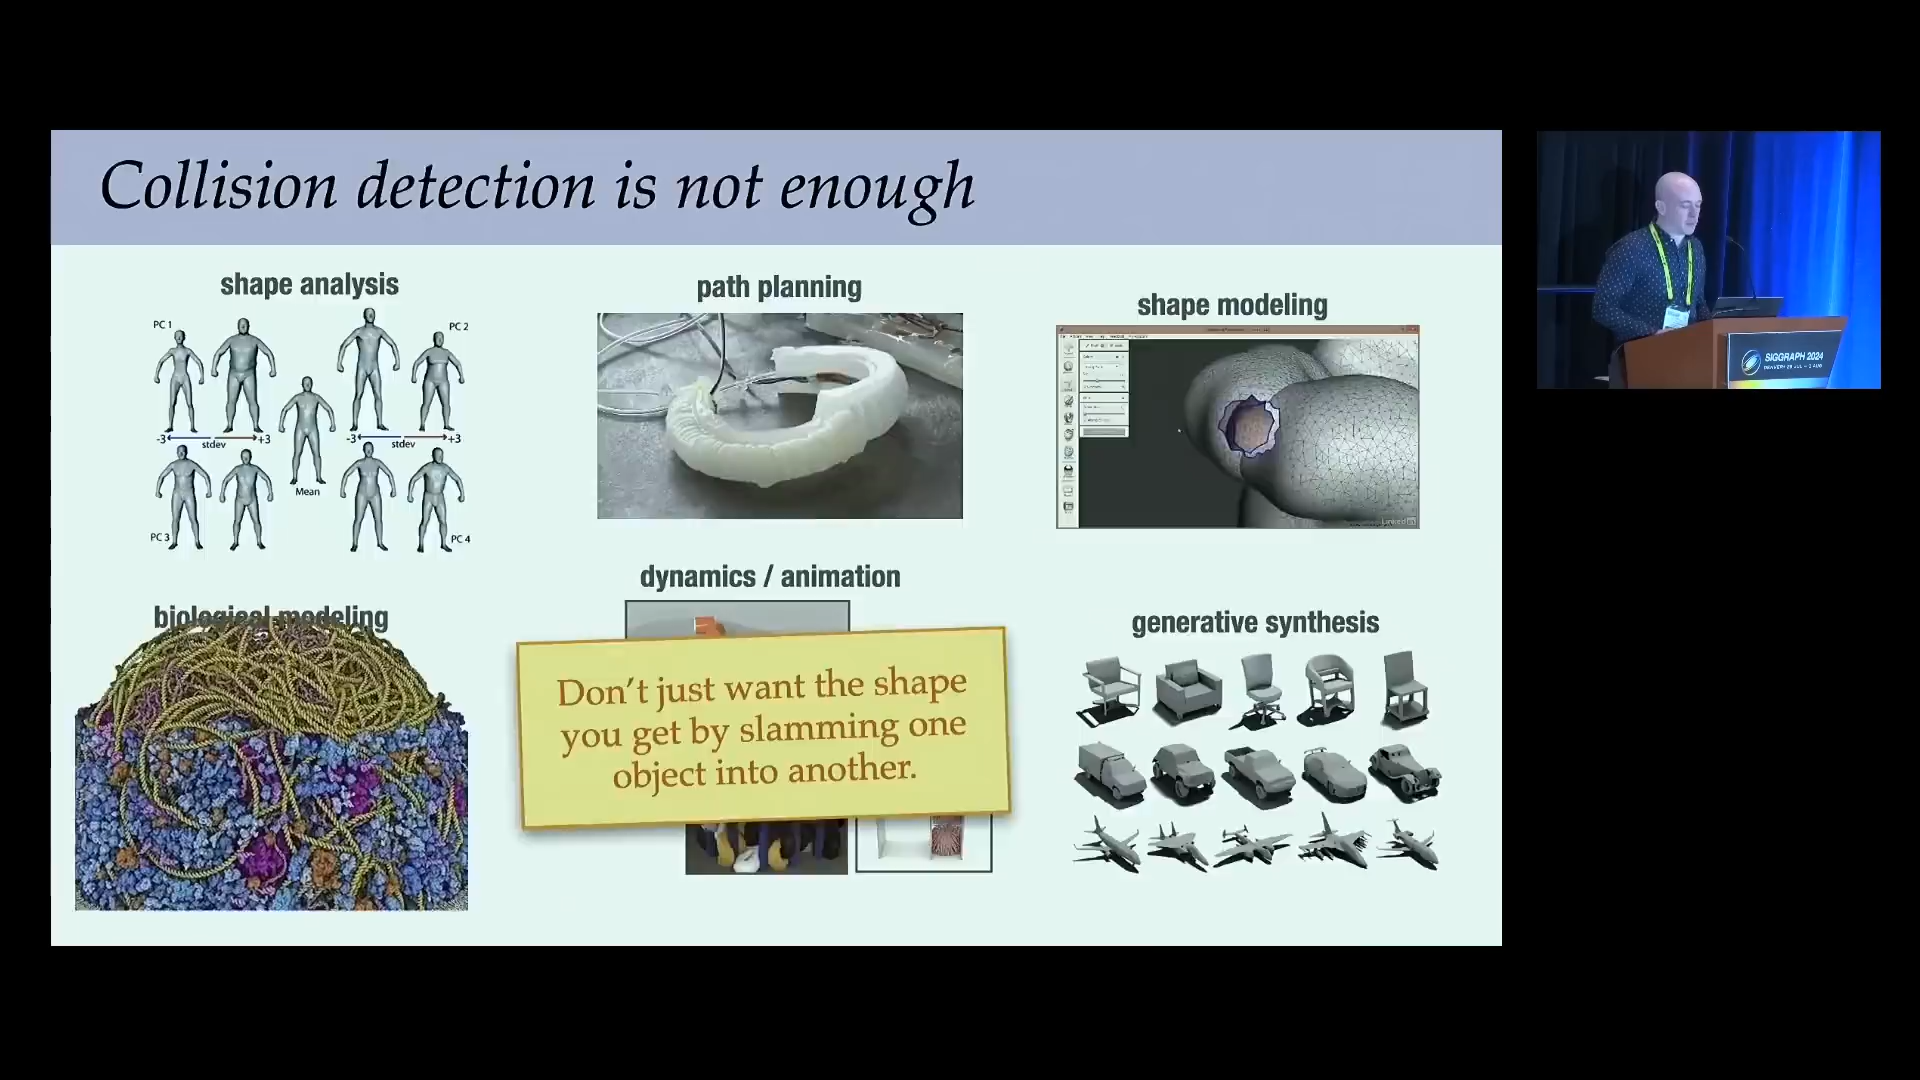 Collision detection is not enough
shape analysis
PC 1
PC 2
-3
stdev
+3
-3
stdev
+3
Mean
PC 3
PC 4
path planning
shape modeling
biological modeling
dynamics / animation
Don't just want the shape
you get by slamming one
object into another.
generative synthesis
SIGGRAPH 2024